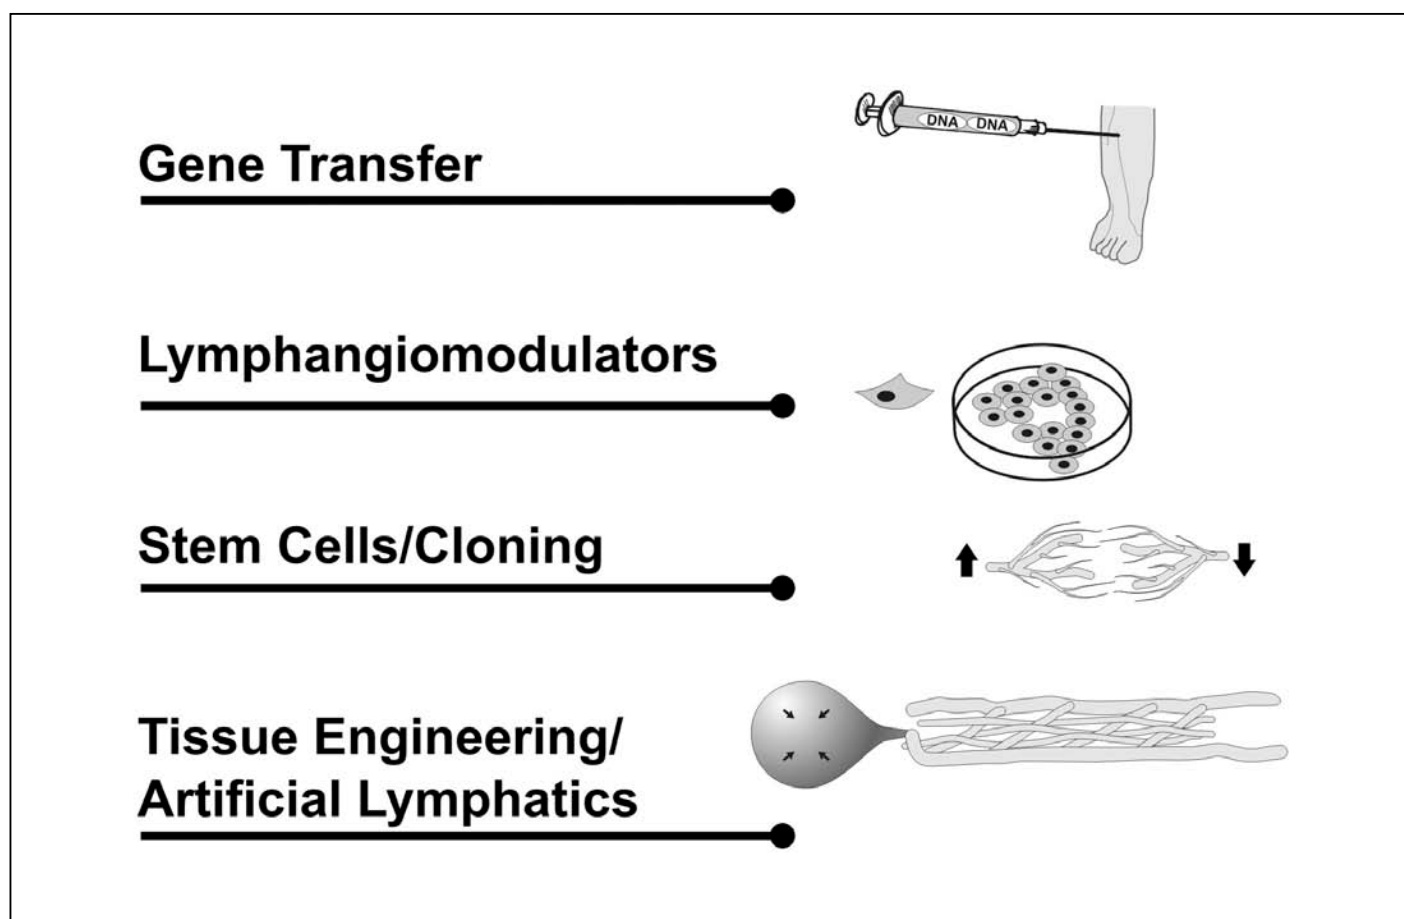 DNA DNA
Gene Transfer
Lymphangiomodulators
Stem Cells/Cloning
Tissue Engineering/
Artificial Lymphatics